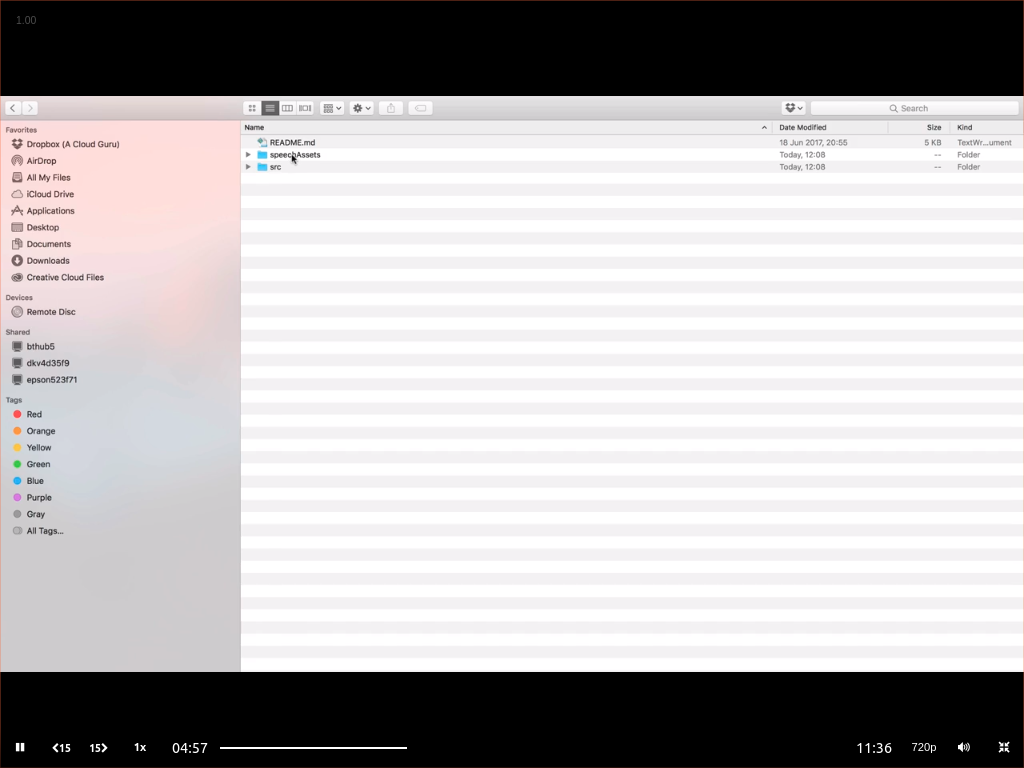 1.00
Search
Favorites
Dropbox (A Cloud Guru)
AirDrop
All My Files
iCloud Drive
Applications
Desktop
Documents
Downloads
Creative Cloud Files
Devices
Remote Disc
Shared
bthub5
dkv4d35f9
epson523f71
Tags
Red
Orange
Yellow
Green
Blue
Purple
Gray
All Tags...
Name Date Modified Size Kind
README.md 18 Jun 2017, 20:55 5 KB TextWr...ument
speechAssets Today, 12:08 -- Folder
src Today, 12:08 -- Folder
15 15 1x 04:57 11:36 720p